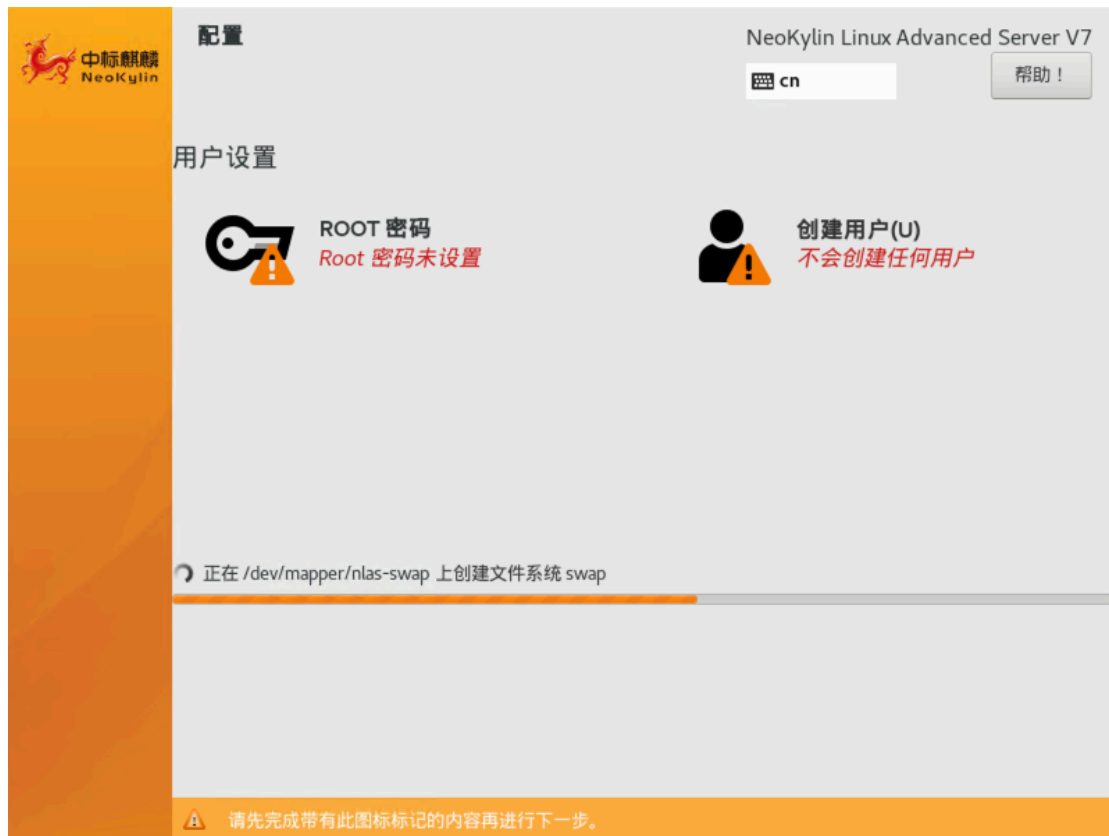 中标麒麟
NeoKylin
配置
NeoKylin Linux Advanced Server V7
cn
帮助！
用户设置
ROOT 密码
Root 密码未设置
创建用户(U)
不会创建任何用户
正在 /dev/mapper/nlas-swap 上创建文件系统 swap
请先完成带有此图标标记的内容再进行下一步。